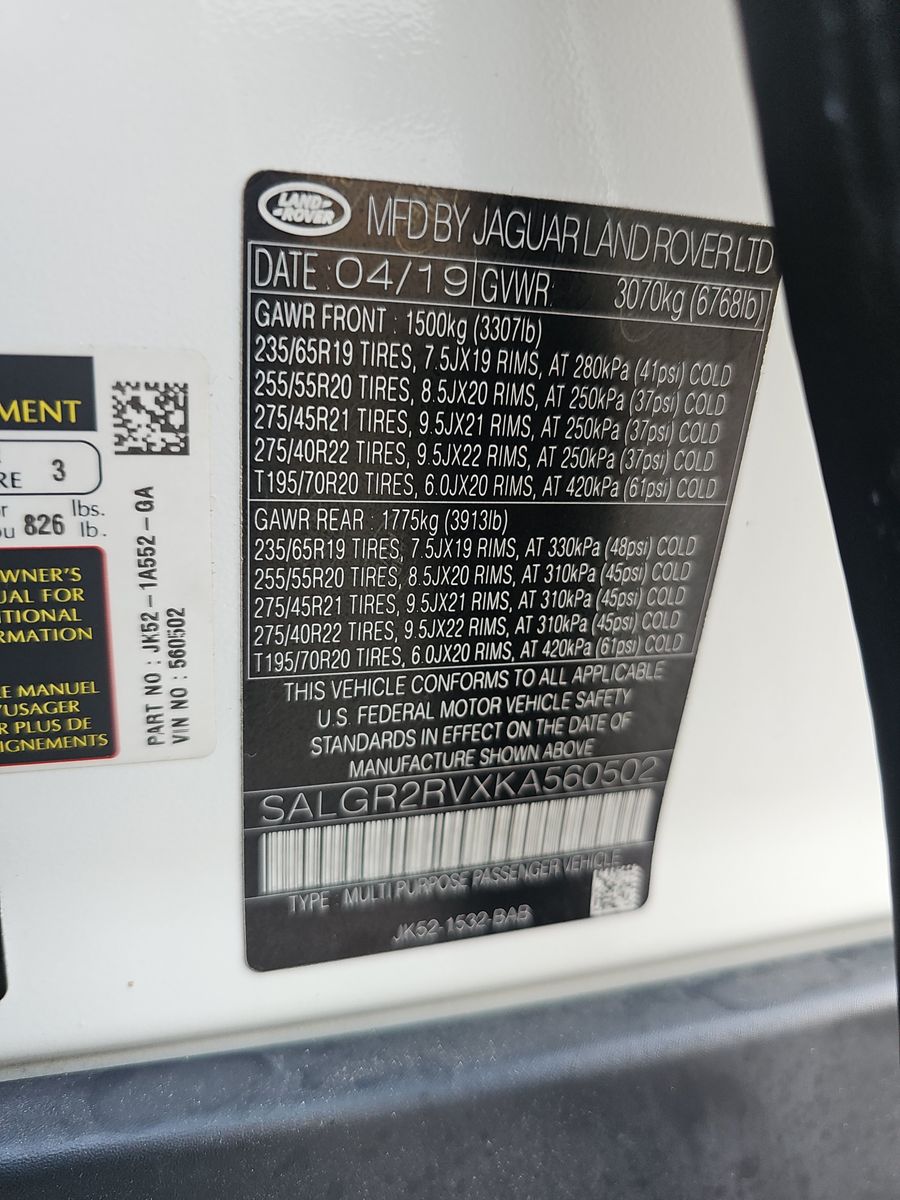 LAND ROVER
MFD BY JAGUAR LAND ROVER LTD
DATE : 04/19 GVWR: 3070kg (6768lb)
GAWR FRONT : 1500kg (3307lb)
235/65R19 TIRES, 7.5JX19 RIMS, AT 280kPa (41psi) COLD
255/55R20 TIRES, 8.5JX20 RIMS, AT 250kPa (37psi) COLD
275/45R21 TIRES, 9.5JX21 RIMS, AT 250kPa (37psi) COLD
275/40R22 TIRES, 9.5JX22 RIMS, AT 250kPa (37psi) COLD
T195/70R20 TIRES, 6.0JX20 RIMS, AT 420kPa (61psi) COLD
GAWR REAR : 1775kg (3913lb)
235/65R19 TIRES, 7.5JX19 RIMS, AT 330kPa (48psi) COLD
255/55R20 TIRES, 8.5JX20 RIMS, AT 310kPa (45psi) COLD
275/45R21 TIRES, 9.5JX21 RIMS, AT 310kPa (45psi) COLD
275/40R22 TIRES, 9.5JX22 RIMS, AT 310kPa (45psi) COLD
T195/70R20 TIRES, 6.0JX20 RIMS, AT 420kPa (61psi) COLD
THIS VEHICLE CONFORMS TO ALL APPLICABLE
U.S. FEDERAL MOTOR VEHICLE SAFETY
STANDARDS IN EFFECT ON THE DATE OF
MANUFACTURE SHOWN ABOVE
SALGR2RVXKA560502
TYPE : MULTI PURPOSE PASSENGER VEHICLE
JK52-1532-BAB
MENT
RE 3
826 lbs.
lb.
WNER'S
UAL FOR
ITIONAL
RMATION
E MANUEL
'USAGER
R PLUS DE
IGNEMENTS
PART NO : JK52-1A552-GA
VIN NO : 560502